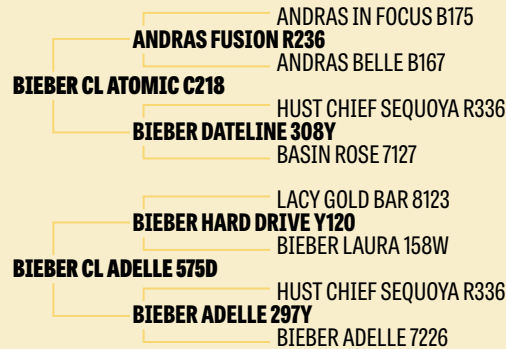 ANDRAS IN FOCUS B175
ANDRAS FUSION R236
ANDRAS BELLE B167
BIEBER CL ATOMIC C218
HUST CHIEF SEQUOYA R336
BIEBER DATELINE 308Y
BASIN ROSE 7127
LACY GOLD BAR 8123
BIEBER HARD DRIVE Y120
BIEBER LAURA 158W
BIEBER CL ADELLE 575D
HUST CHIEF SEQUOYA R336
BIEBER ADELLE 297Y
BIEBER ADELLE 7226